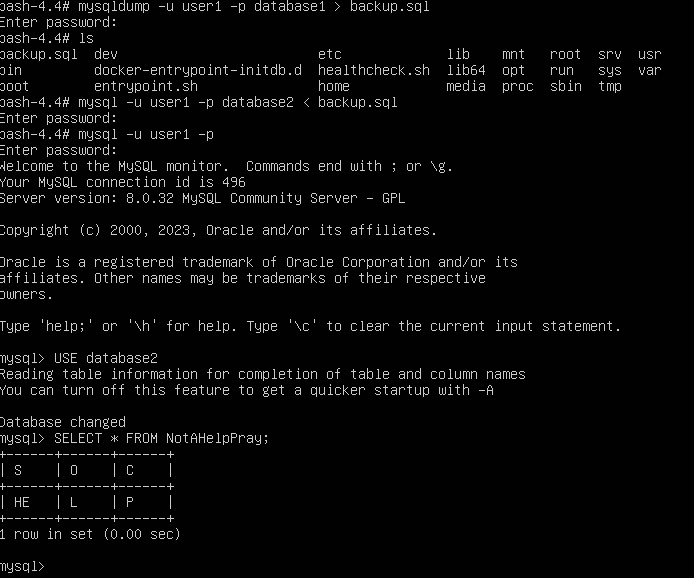 bash-4.4# mysqldump -u user1 -p database1 > backup.sql
Enter password:
bash-4.4# ls
backup.sql  dev                         etc             lib    mnt   root  srv  usr
bin         docker-entrypoint-initdb.d  healthcheck.sh  lib64  opt   run   sys  var
boot        entrypoint.sh               home            media  proc  sbin  tmp
bash-4.4# mysql -u user1 -p database2 < backup.sql
Enter password:
bash-4.4# mysql -u user1 -p
Enter password:
Welcome to the MySQL monitor.  Commands end with ; or \g.
Your MySQL connection id is 496
Server version: 8.0.32 MySQL Community Server - GPL

Copyright (c) 2000, 2023, Oracle and/or its affiliates.

Oracle is a registered trademark of Oracle Corporation and/or its
affiliates. Other names may be trademarks of their respective
owners.

Type 'help;' or '\h' for help. Type '\c' to clear the current input statement.

mysql> USE database2
Reading table information for completion of table and column names
You can turn off this feature to get a quicker startup with -A

Database changed
mysql> SELECT * FROM NotAHelpPray;
+------+------+------+
| S    | O    | C    |
+------+------+------+
| HE   | L    | P    |
+------+------+------+
1 row in set (0.00 sec)

mysql>